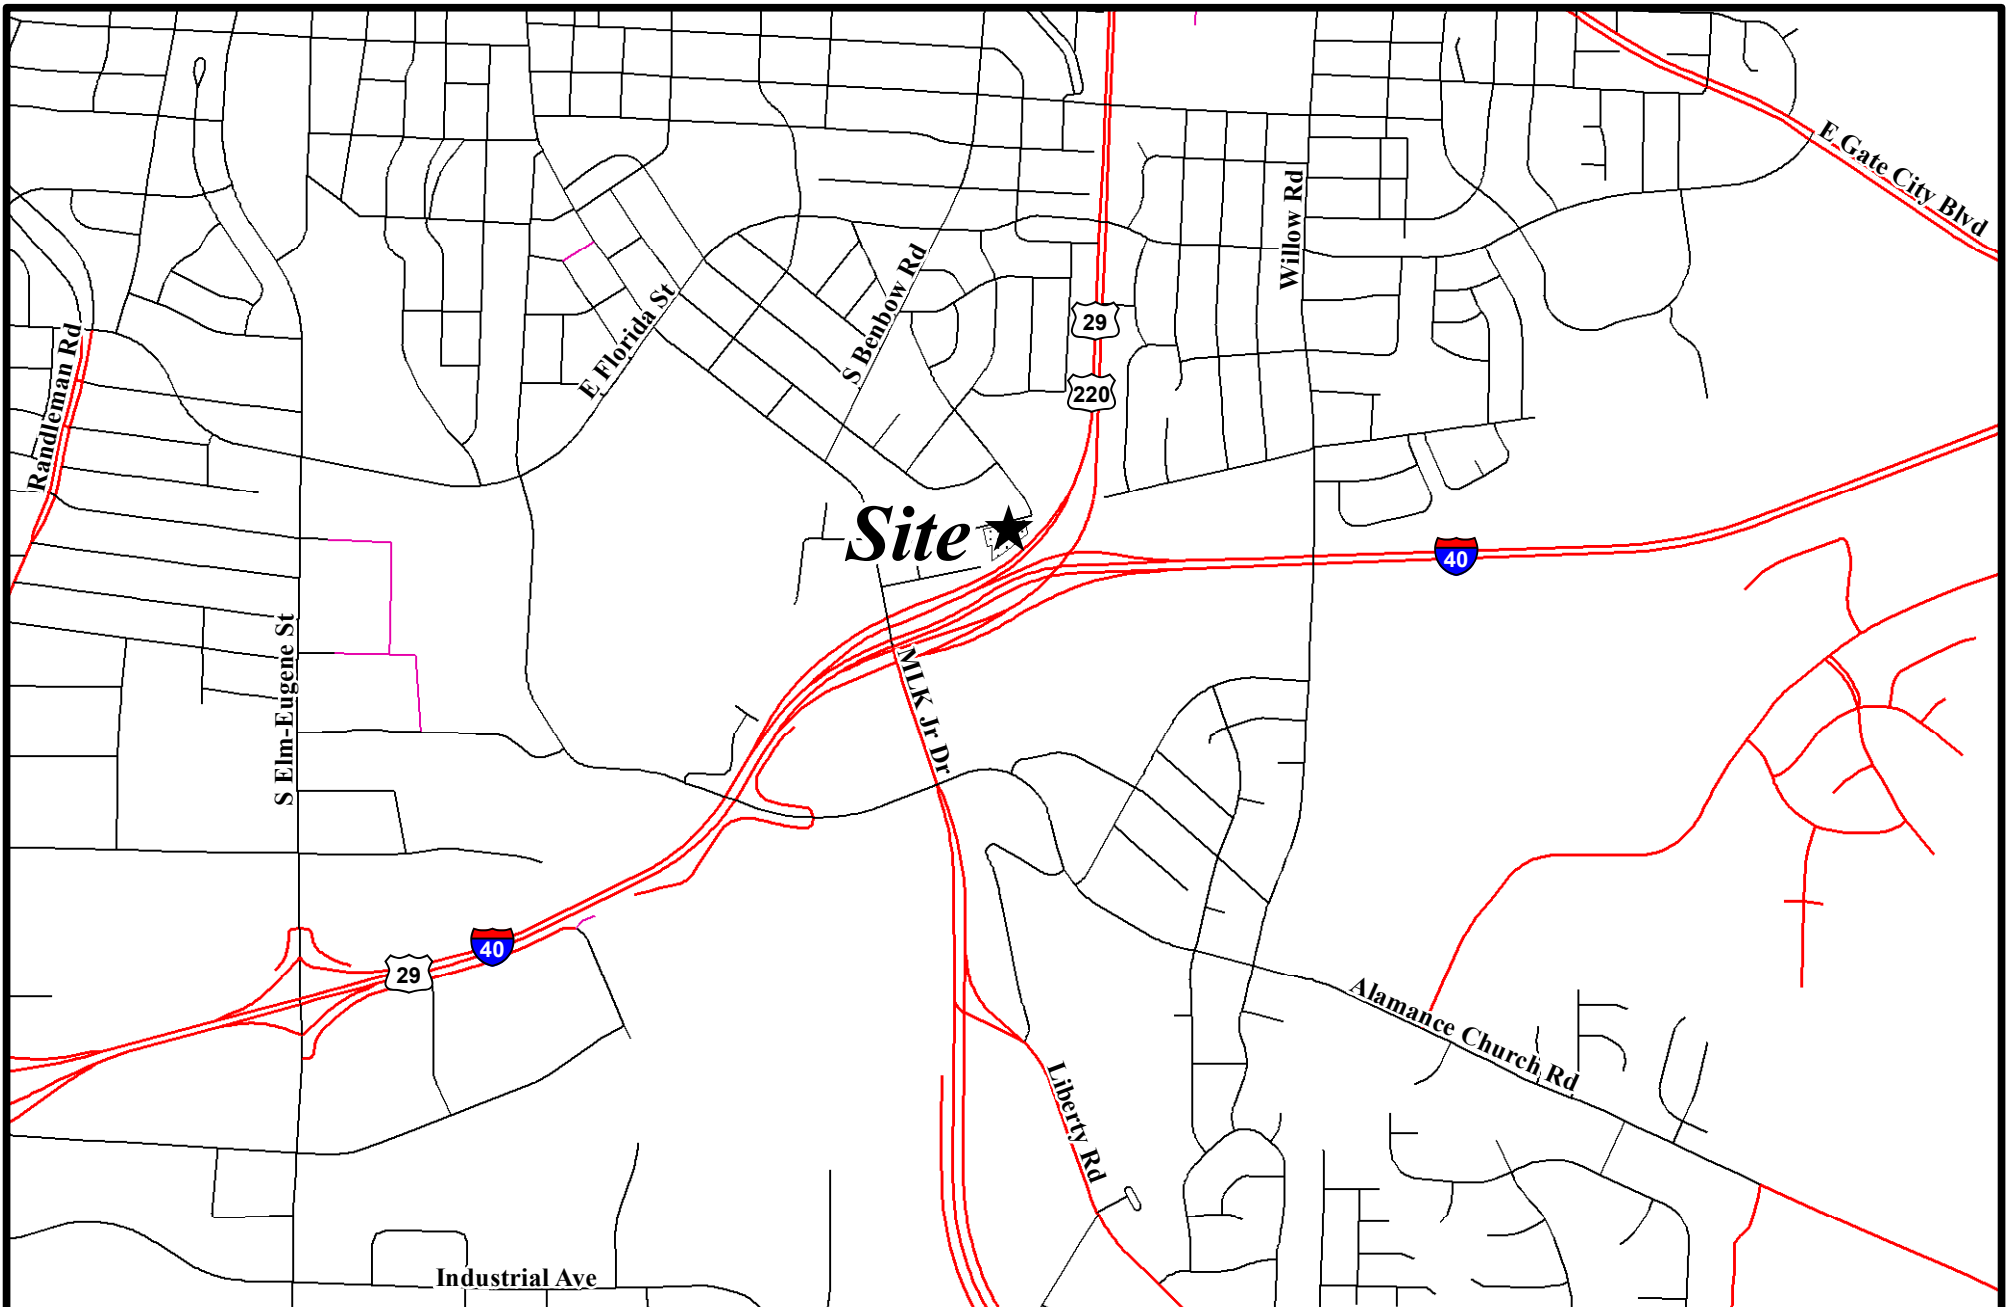 E Gate City Blvd
Willow Rd
S Benbow Rd
E Florida St
29
220
Randleman Rd
Site
40
S Elm-Eugene St
MLK Jr Dr
40
29
Alamance Church Rd
Liberty Rd
Industrial Ave